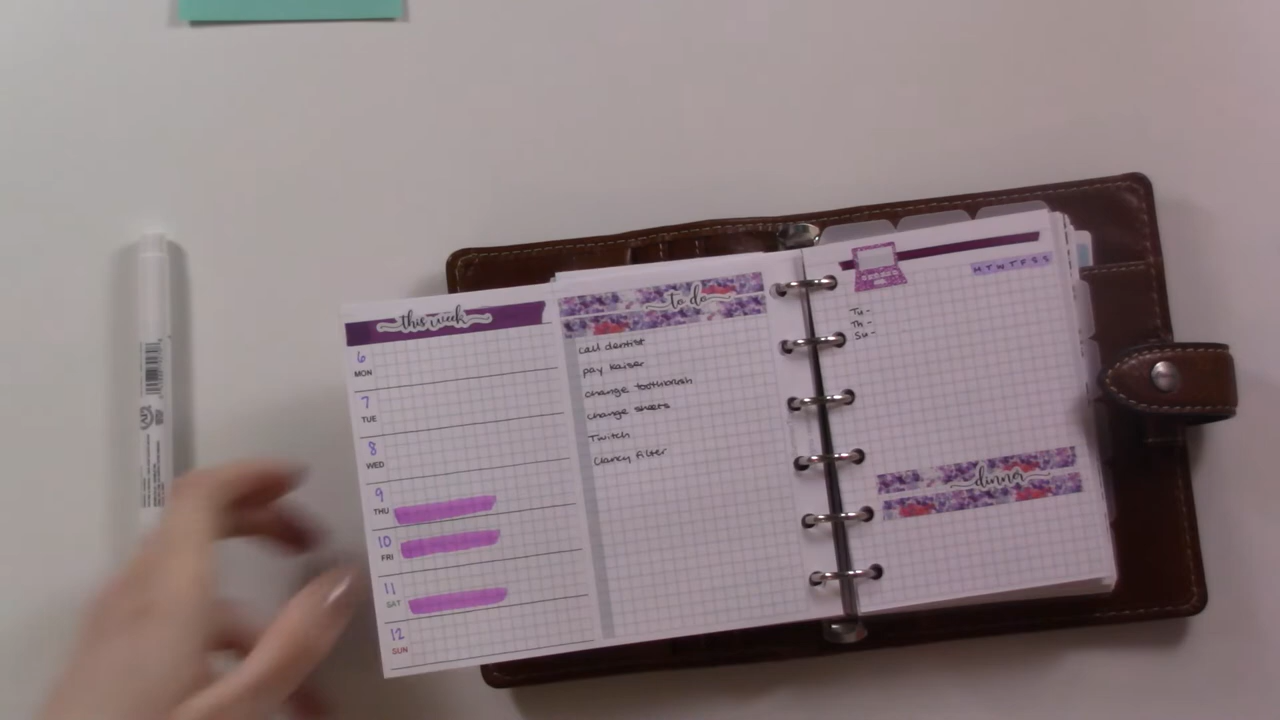 this week
6
MON
7
TUE
8
WED
9
THU
10
FRI
11
SAT
12
SUN
to do
call dentist
pay Kaiser
change toothbrush
change sheets
Twitch
Clancy Filter
M T W T F S S
Tu -
Th -
Su -
dinner